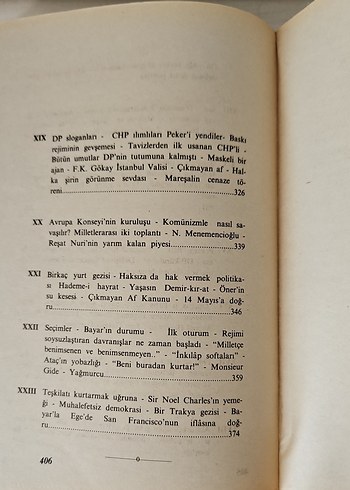 XIX DP sloganları - CHP ılımlıları Peker'i yendiler- Baskı
rejiminin gevşemesi - Tavizlerden ilk usanan CHP'li -
Bütün umutlar DP'nin tutumuna kalmıştı - Maskeli bir
ajan - F.K. Gökay İstanbul Valisi - Çıkmayan af - Hal-
ka şirin görünme sevdası - Mareşalin cenaze tö-
reni...326
XX Avrupa Konseyi'nin kuruluşu - Komünizmle nasıl sa-
vaşılır? Milletlerarası iki toplantı - N. Menemencioğlu -
Reşat Nuri'nin yarım kalan piyesi...339
XXI Birkaç yurt gezisi - Haksıza da hak vermek politika-
sı Hademe-i hayrat - Yaşasın Demir-kır-at - Öner'in
su kesesi - Çıkmayan Af Kanunu - 14 Mayıs'a doğ-
ru...346
XXII Seçimler - Bayar'ın durumu - İlk oturum - Rejimi
soysuzlaştıran davranışlar ne zaman başladı - "Milletçe
benimsenen ve benimsenmeyen.." - "İnkılâp softaları" -
Ataç'ın yobazlığı - "Beni buradan kurtar!" - Monsieur
Gide - Yağmurcu...359
XXIII Teşkilatı kurtarmak uğruna - Sir Noel Charles'ın yeme-
ği - Muhalefetsiz demokrasi - Bir Trakya gezisi - Ba-
yar'la Ege'de San Francisco'nun iflâsına doğ-
ru...374
406